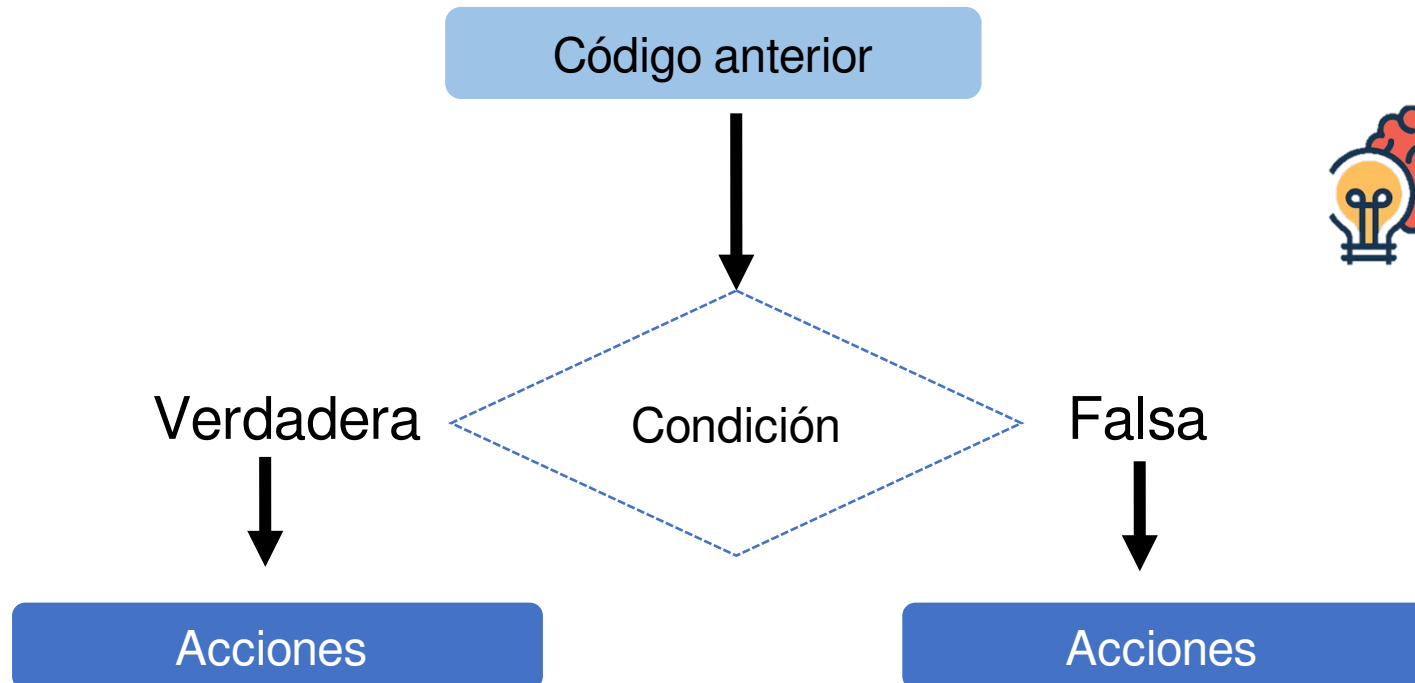 Código anterior
Verdadera
Condición
Falsa
Acciones
Acciones